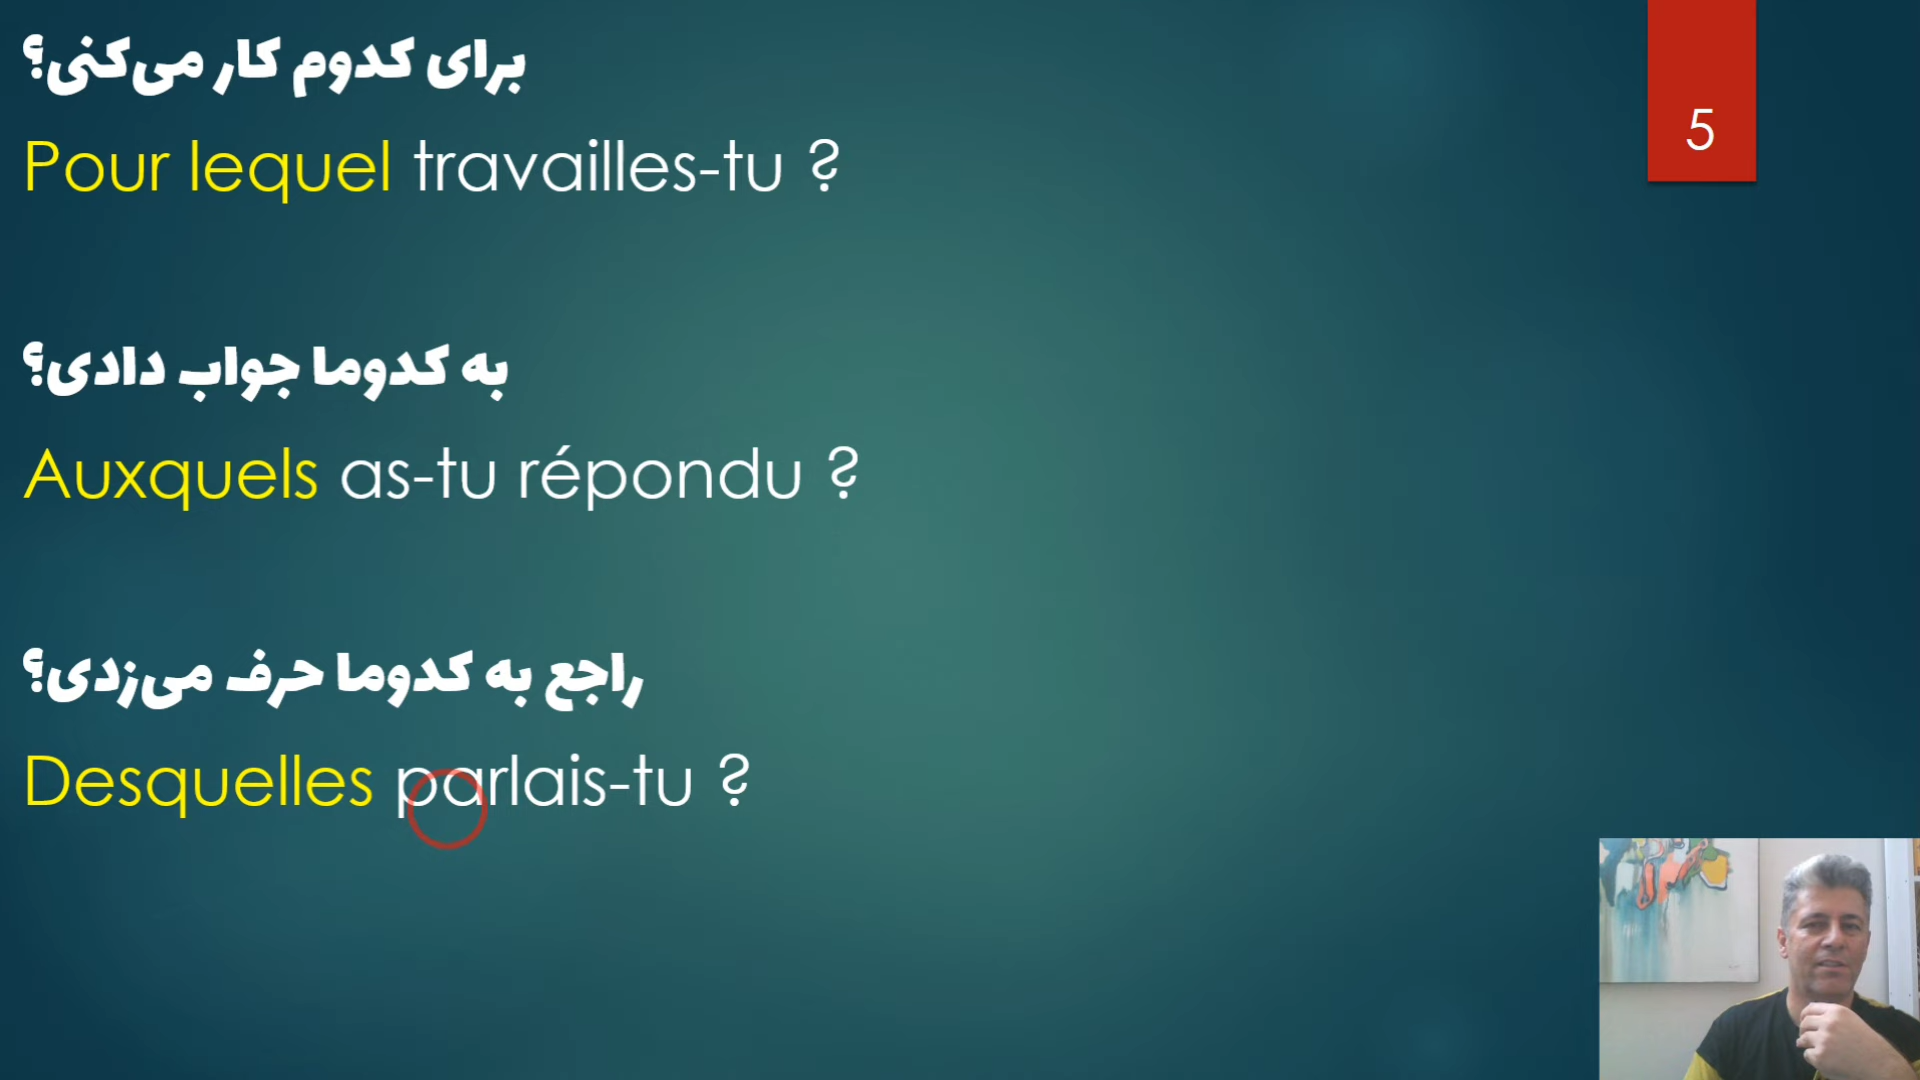 برای کدوم کار می‌کنی؟
Pour lequel travailles-tu ?
5
به کدوما جواب دادی؟
Auxquels as-tu répondu ?
راجع به کدوما حرف می‌زدی؟
Desquelles parlais-tu ?